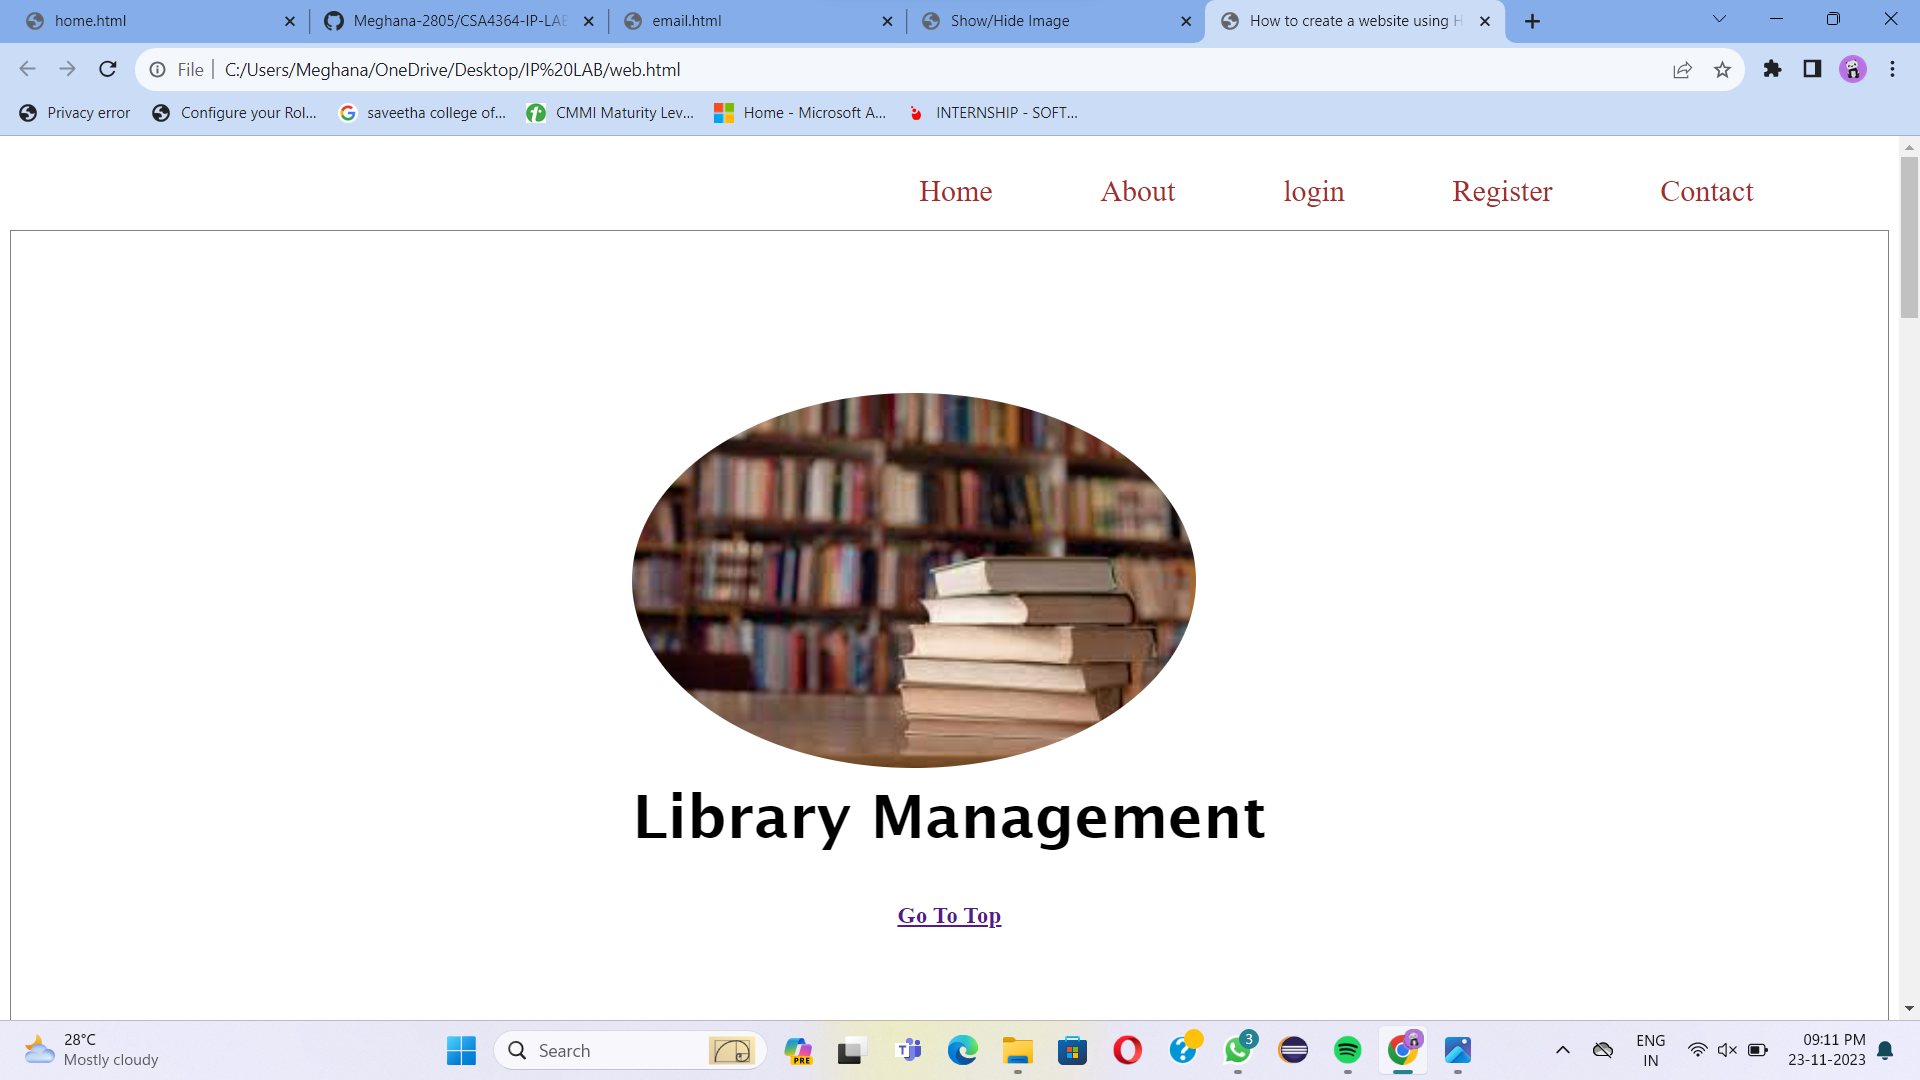 home.html
Meghana-2805/CSA4364-IP-LAB
email.html
Show/Hide Image
How to create a website using H
File
C:/Users/Meghana/OneDrive/Desktop/IP%20LAB/web.html
Privacy error
Configure your Rol...
saveetha college of...
CMMI Maturity Lev...
Home - Microsoft A...
INTERNSHIP - SOFT...
Home About login Register Contact
Library Management
Go To Top
28°C
Mostly cloudy
Search
PRE
3
ENG
IN
09:11 PM
23-11-2023